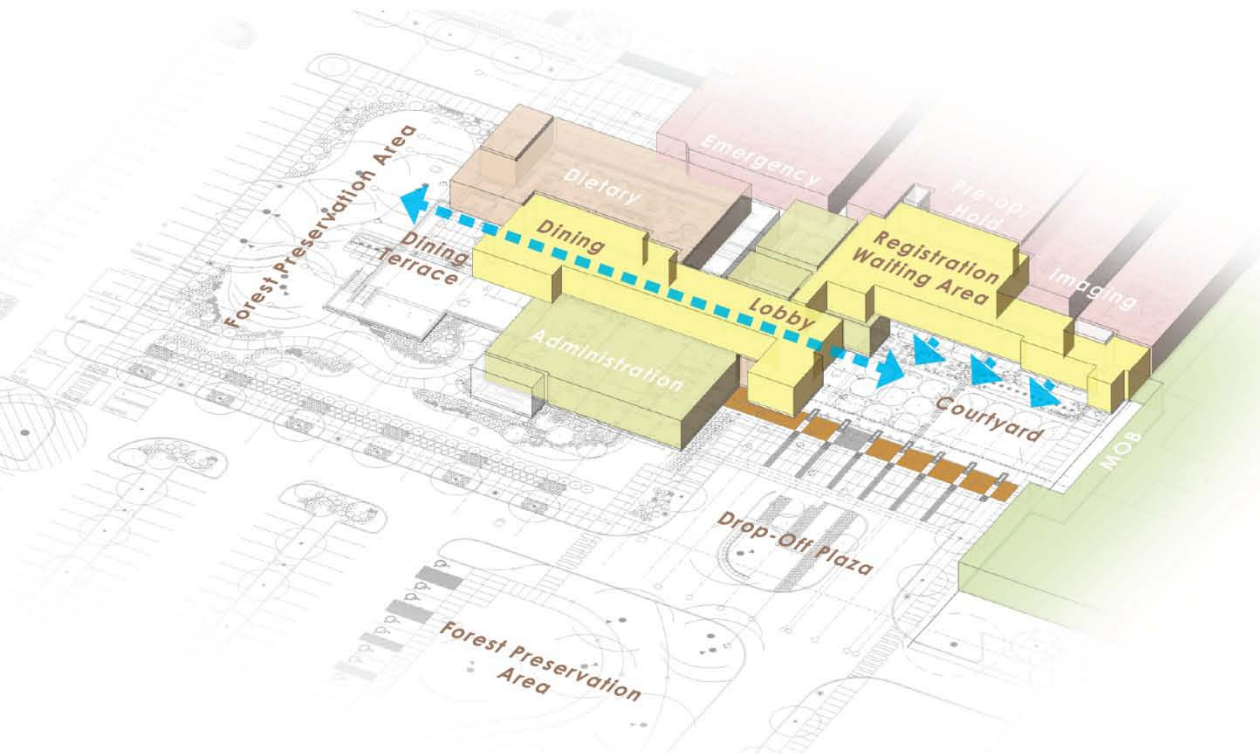 Emergency
Dietary
Pre-op/
Hold
Forest Preservation Area
Dining
Terrace
Dining
Registration
Waiting Area
Imaging
Lobby
Administration
Courtyard
MOB
Drop-Off Plaza
Forest Preservation
Area